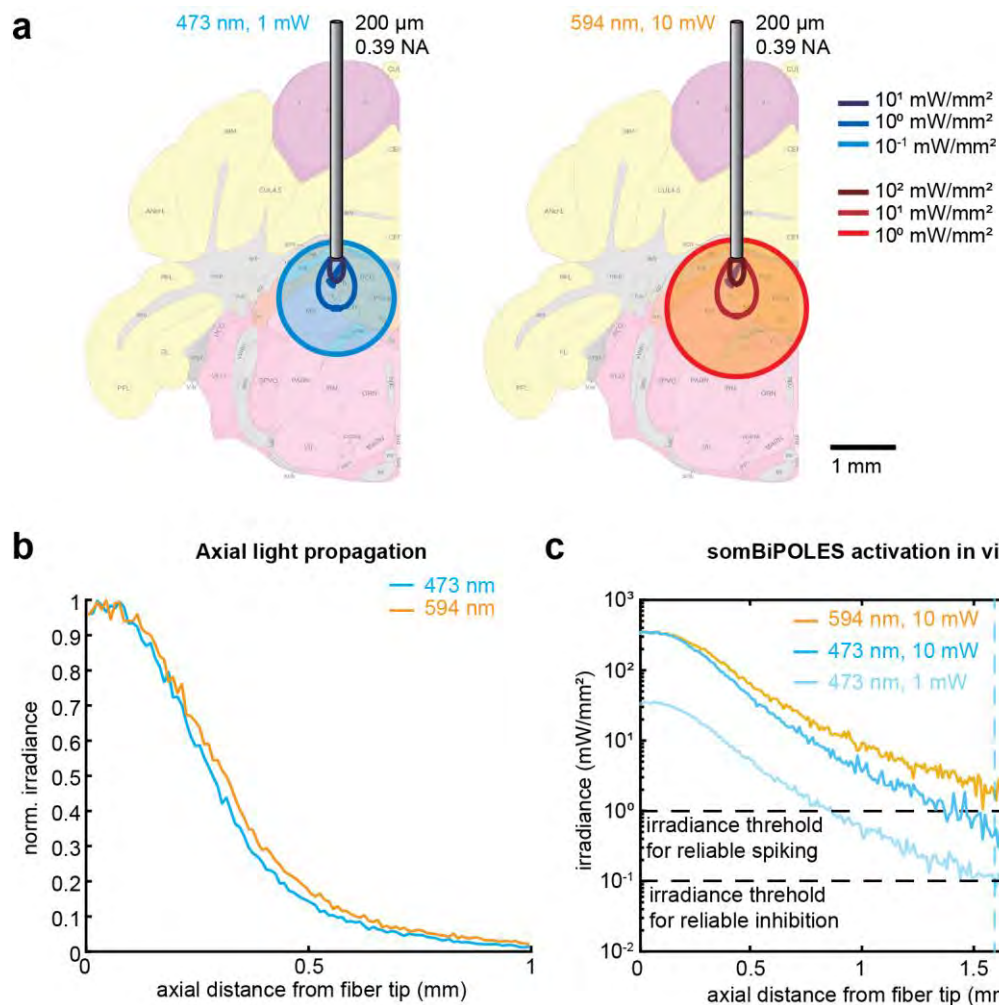 a
473 nm, 1 mW
200 µm
0.39 NA
594 nm, 10 mW
200 µm
0.39 NA
10¹ mW/mm²
10⁰ mW/mm²
10⁻¹ mW/mm²
10² mW/mm²
10¹ mW/mm²
10⁰ mW/mm²
1 mm
b
Axial light propagation
473 nm
594 nm
norm. irradiance
1
0.9
0.8
0.7
0.6
0.5
0.4
0.3
0.2
0.1
0
0
0.5
1
axial distance from fiber tip (mm)
c
somBiPOLES activation in vi
594 nm, 10 mW
473 nm, 10 mW
473 nm, 1 mW
irradiance (mW/mm²)
10³
10²
10¹
10⁰
10⁻¹
10⁻²
irradiance threhold
for reliable spiking
irradiance threshold
for reliable inhibition
0
0.5
1
1.5
axial distance from fiber tip (mm